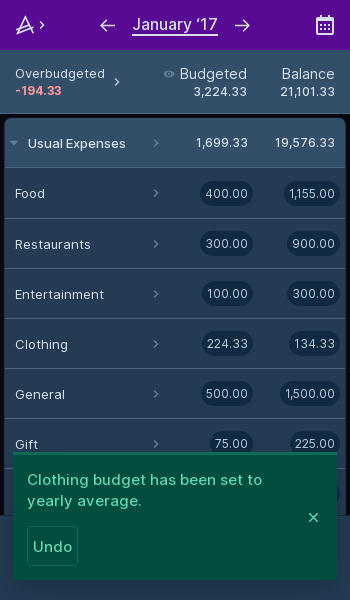 January ‘17
Overbudgeted
-194.33
Budgeted
3,224.33
Balance
21,101.33
Usual Expenses 1,699.33 19,576.33
Food 400.00 1,155.00
Restaurants 300.00 900.00
Entertainment 100.00 300.00
Clothing 224.33 134.33
General 500.00 1,500.00
Gift 75.00 225.00
Clothing budget has been set to
yearly average.
Undo